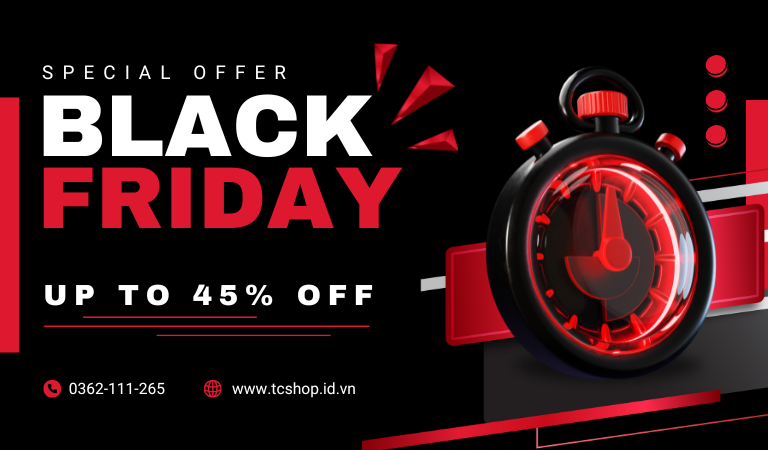 SPECIAL OFFER
BLACK
FRIDAY
UP TO 45% OFF
0362-111-265 www.tcshop.id.vn